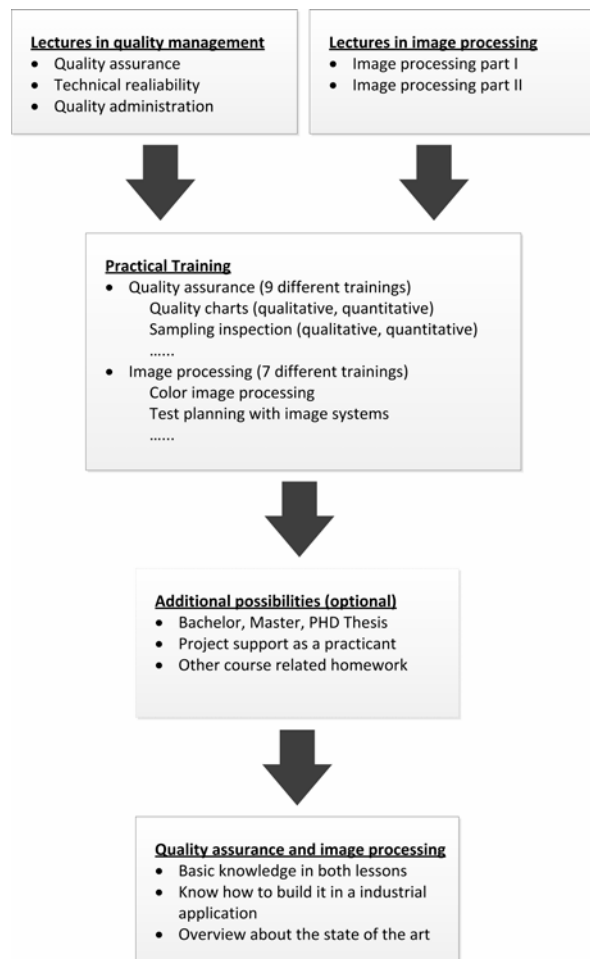 Lectures in quality management
• Quality assurance
• Technical realiability
• Quality administration
Lectures in image processing
• Image processing part I
• Image processing part II
Practical Training
• Quality assurance (9 different trainings)
Quality charts (qualitative, quantitative)
Sampling inspection (qualitative, quantitative)
......
• Image processing (7 different trainings)
Color image processing
Test planning with image systems
......
Additional possibilities (optional)
• Bachelor, Master, PHD Thesis
• Project support as a practicant
• Other course related homework
Quality assurance and image processing
• Basic knowledge in both lessons
• Know how to build it in a industrial
application
• Overview about the state of the art